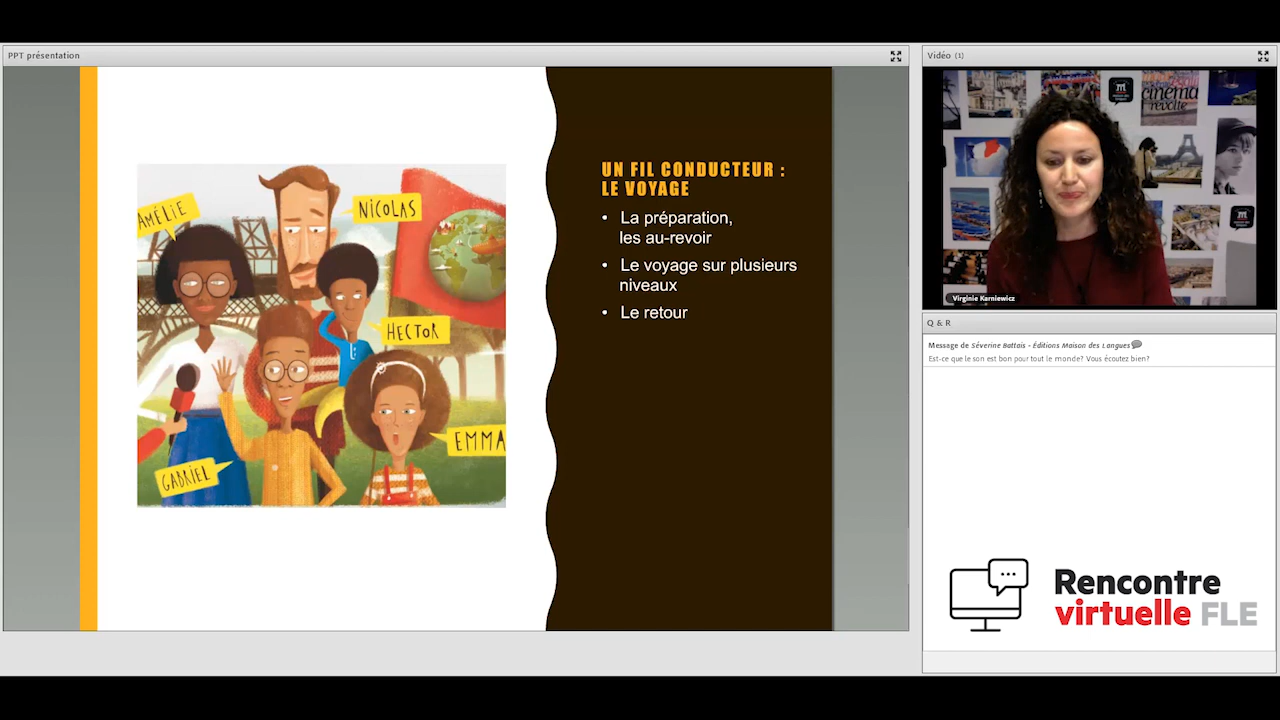 PPT présentation
AMÉLIE
NICOLAS
HECTOR
EMMA
GABRIEL
UN FIL CONDUCTEUR :
LE VOYAGE
• La préparation,
les au-revoir
• Le voyage sur plusieurs
niveaux
• Le retour
Vidéo (1)
cinéma
révolte
Virginie Karniewicz
Q & R
Message de Séverine Battais - Éditions Maison des Langues
Est-ce que le son est bon pour tout le monde? Vous écoutez bien?
Rencontre
virtuelle FLE